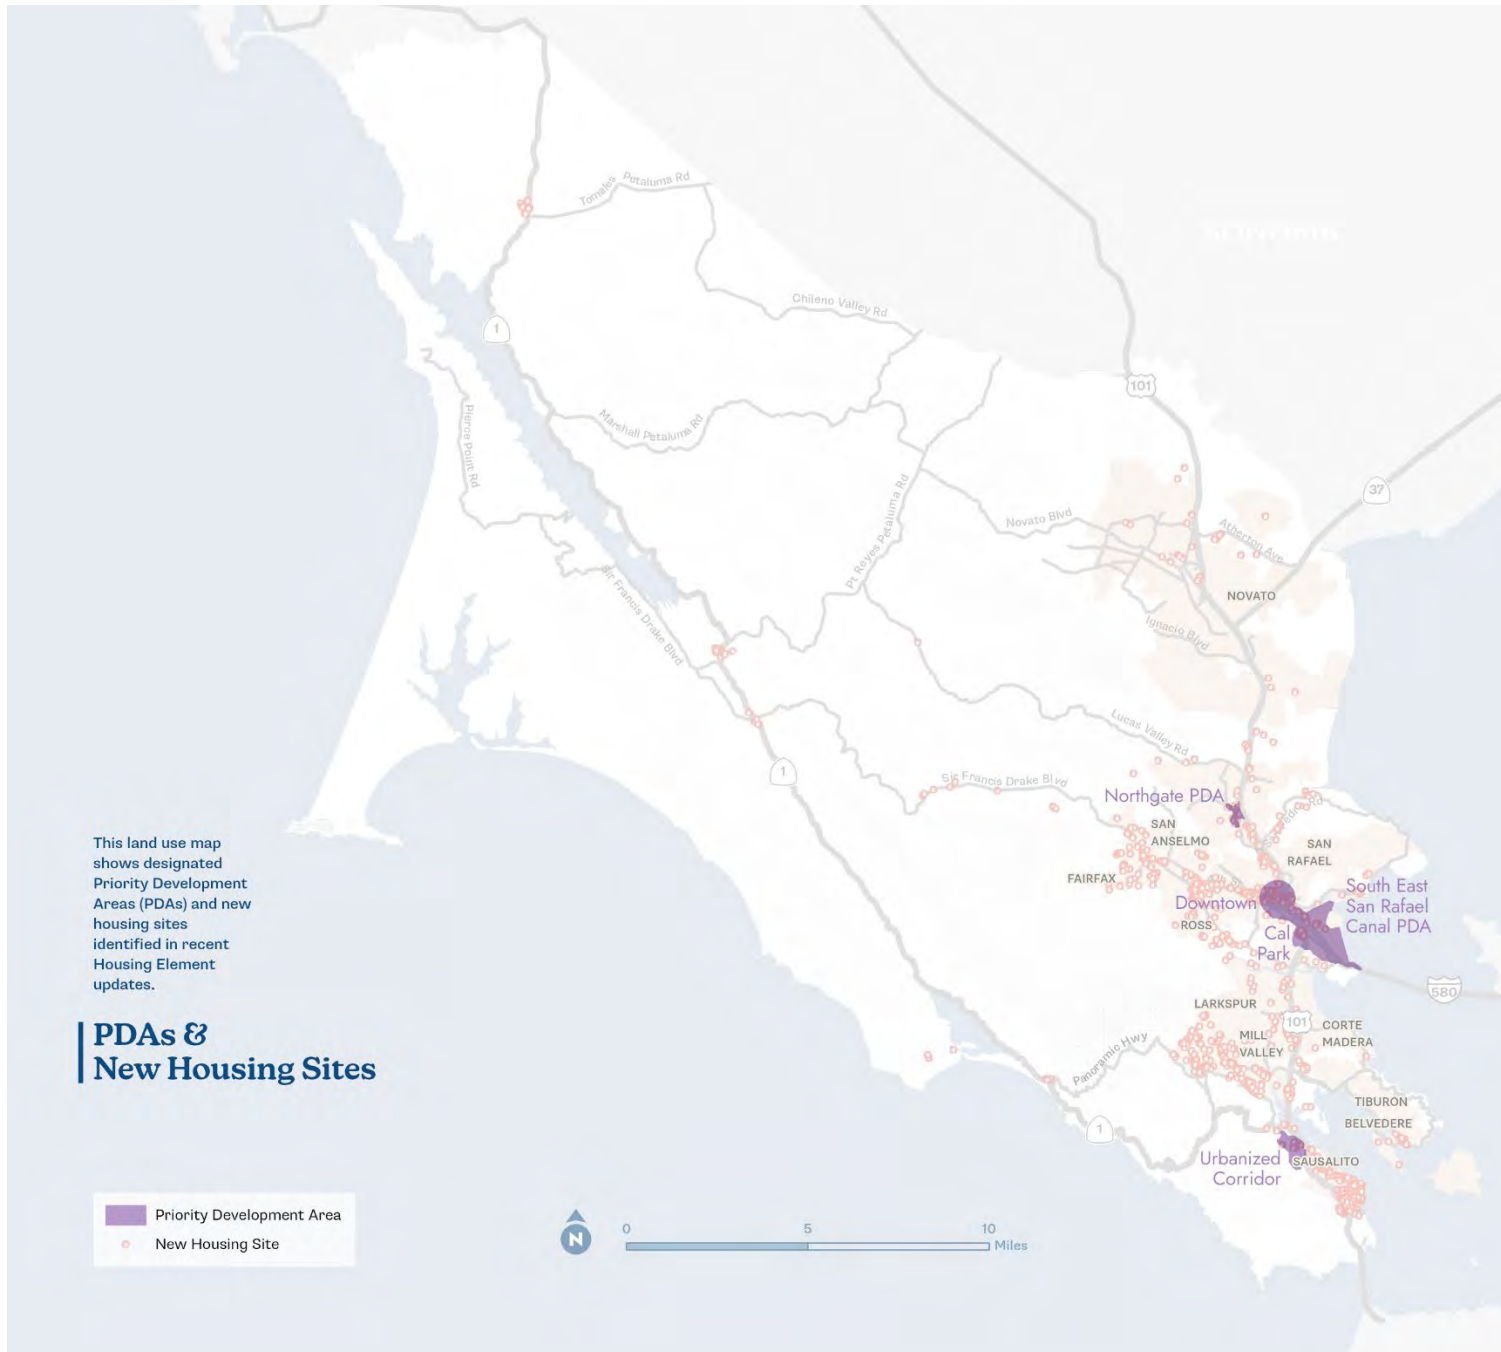 Tomales Petaluma Rd
Chileno Valley Rd
1
101
Pierce Point Rd
Marshall Petaluma Rd
37
Pt Reyes Petaluma Rd
Novato Blvd
Atherton Ave
Sir Francis Drake Blvd
NOVATO
Ignacio Blvd
Lucas Valley Rd
1
Sir Francis Drake Blvd
Northgate PDA
SAN
ANSELMO
SAN
RAFAEL
FAIRFAX
Downtown
South East
San Rafael
Canal PDA
ROSS
Cal
Park
580
LARKSPUR
101
CORTE
MADERA
MILL
VALLEY
Panoramic Hwy
TIBURON
BELVEDERE
1
Urbanized
Corridor
SAUSALITO
This land use map
shows designated
Priority Development
Areas (PDAs) and new
housing sites
identified in recent
Housing Element
updates.
PDAs &
New Housing Sites
Priority Development Area
New Housing Site
N
0 5 10
Miles